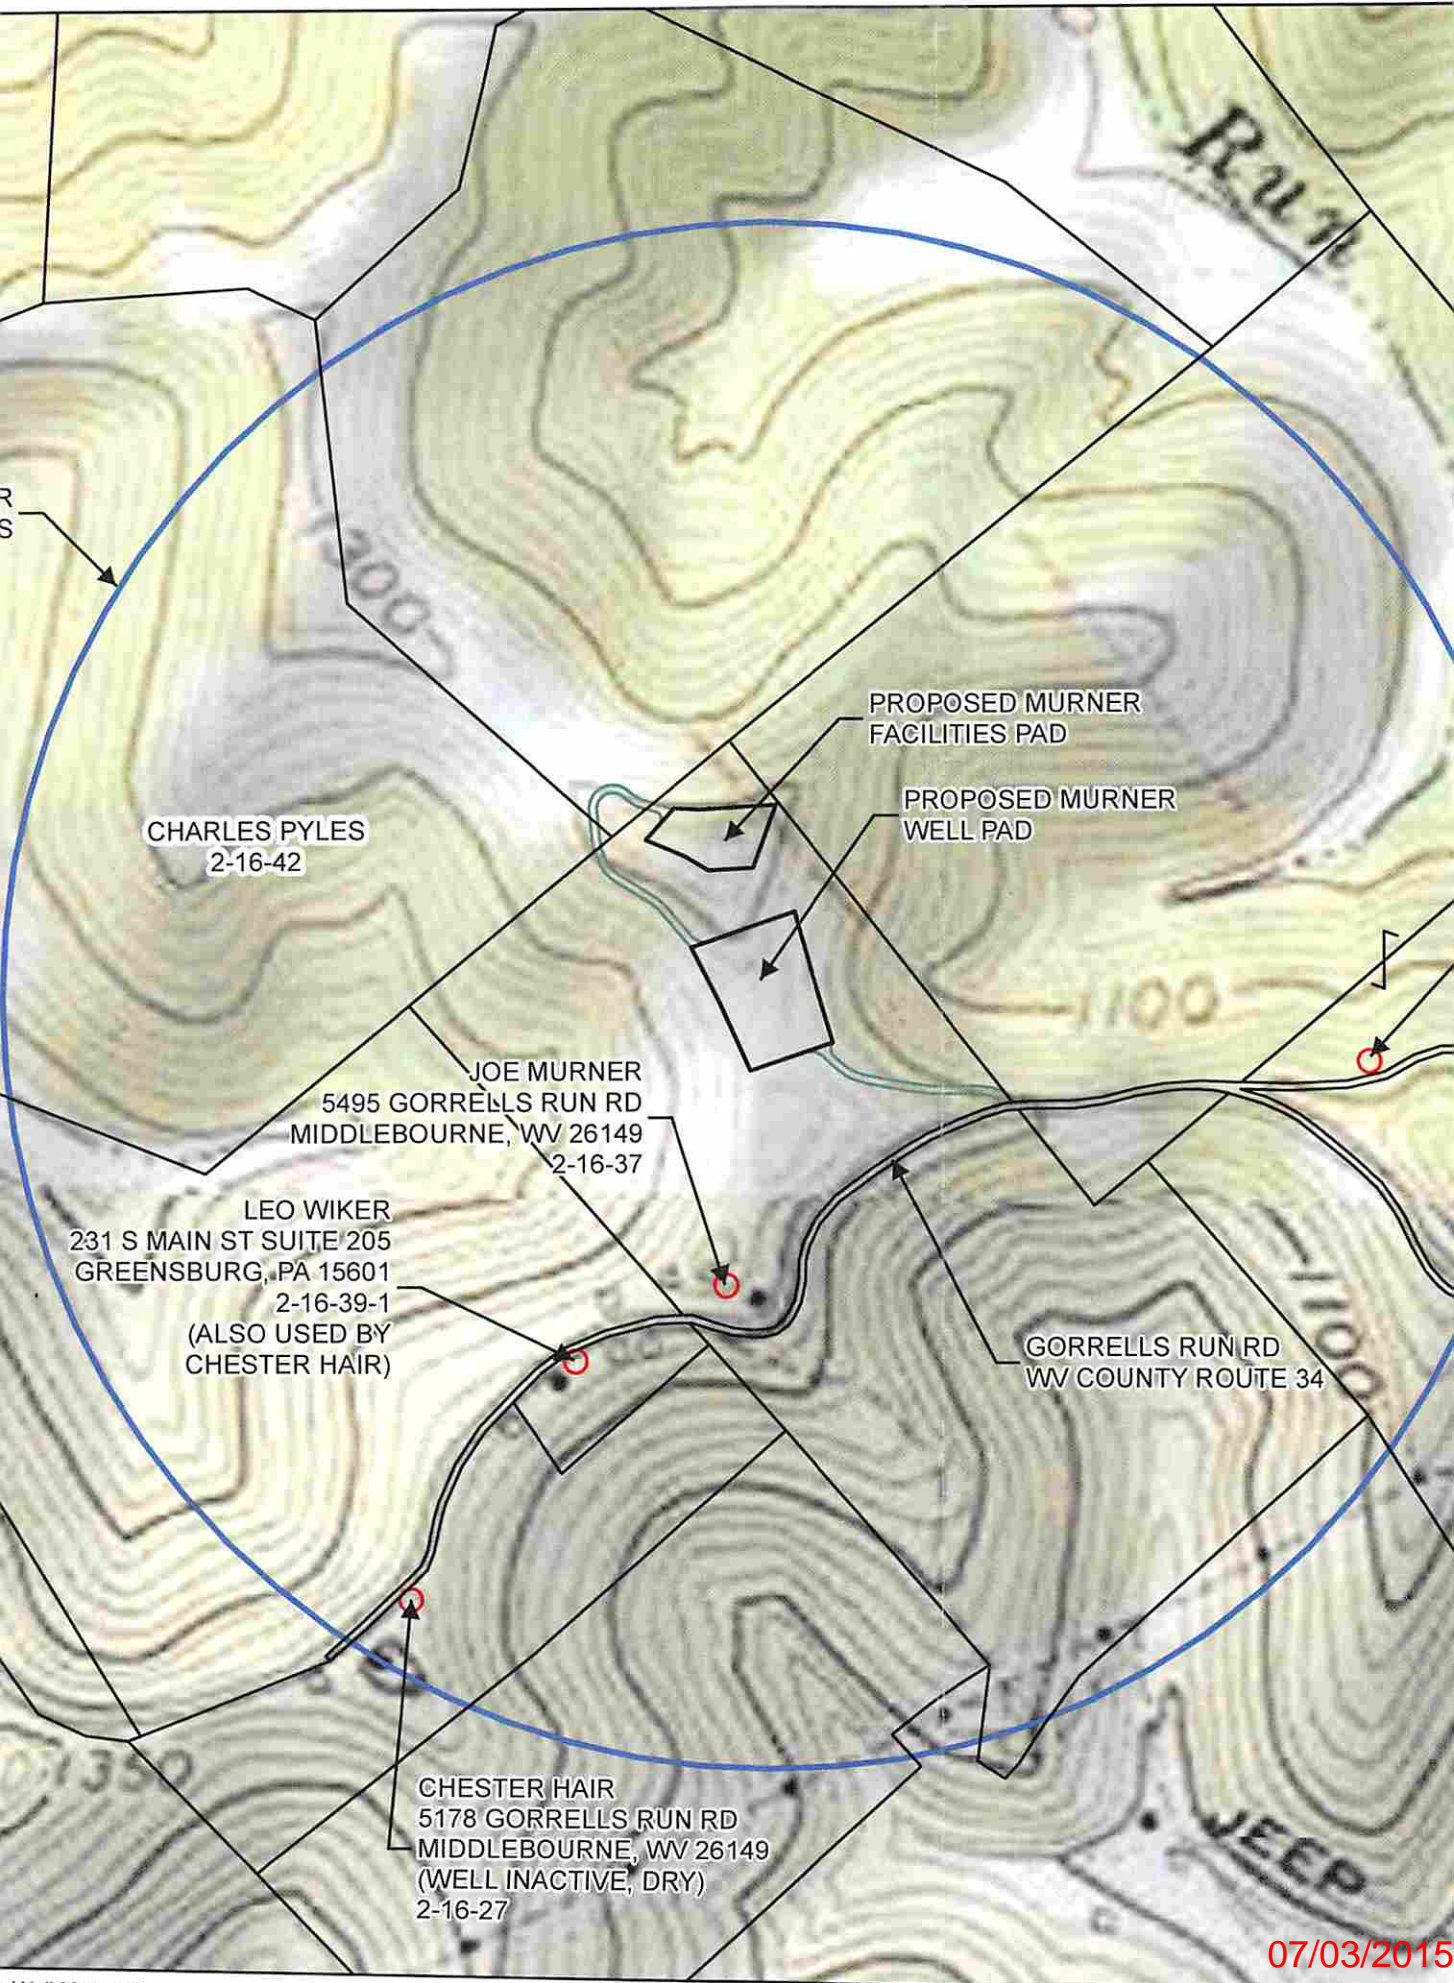 Run
R
S
1300
PROPOSED MURNER
FACILITIES PAD
PROPOSED MURNER
WELL PAD
CHARLES PYLES
2-16-42
1100
JOE MURNER
5495 GORRELLS RUN RD
MIDDLEBOURNE, WV 26149
2-16-37
LEO WIKER
231 S MAIN ST SUITE 205
GREENSBURG, PA 15601
2-16-39-1
(ALSO USED BY
CHESTER HAIR)
1100
GORRELLS RUN RD
WV COUNTY ROUTE 34
1350
CHESTER HAIR
5178 GORRELLS RUN RD
MIDDLEBOURNE, WV 26149
(WELL INACTIVE, DRY)
2-16-27
JEEP
07/03/2015